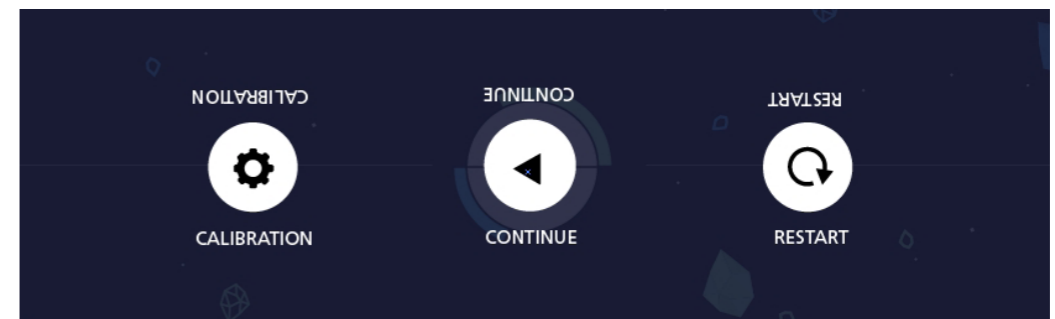 CALIBRATION
CONTINUE
RESTART
CALIBRATION
CONTINUE
RESTART